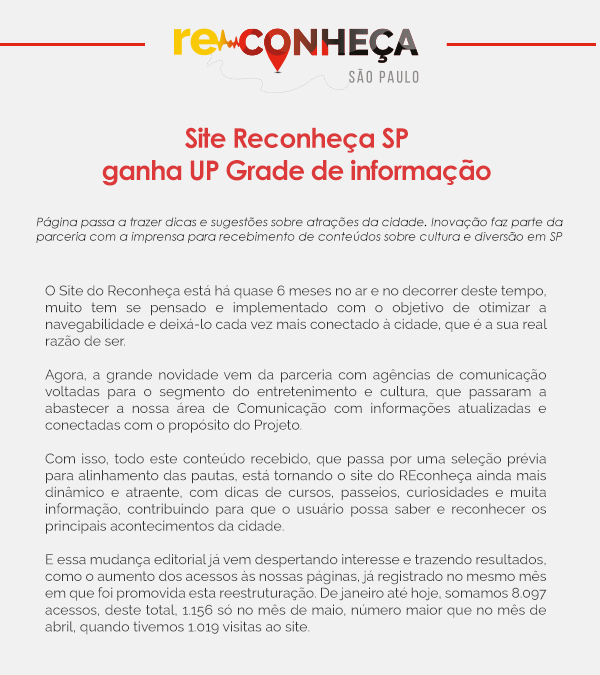 reCONHEÇA
SÃO PAULO
Site Reconheça SP
ganha UP Grade de informação
Página passa a trazer dicas e sugestões sobre atrações da cidade. Inovação faz parte da
parceria com a imprensa para recebimento de conteúdos sobre cultura e diversão em SP
O Site do Reconheça está há quase 6 meses no ar e no decorrer deste tempo,
muito tem se pensado e implementado com o objetivo de otimizar a
navegabilidade e deixá-lo cada vez mais conectado à cidade, que é a sua real
razão de ser.
Agora, a grande novidade vem da parceria com agências de comunicação
voltadas para o segmento do entretenimento e cultura, que passaram a
abastecer a nossa área de Comunicação com informações atualizadas e
conectadas com o propósito do Projeto.
Com isso, todo este conteúdo recebido, que passa por uma seleção prévia
para alinhamento das pautas, está tornando o site do REconheça ainda mais
dinâmico e atraente, com dicas de cursos, passeios, curiosidades e muita
informação, contribuindo para que o usuário possa saber e reconhecer os
principais acontecimentos da cidade.
E essa mudança editorial já vem despertando interesse e trazendo resultados,
como o aumento dos acessos às nossas páginas, já registrado no mesmo mês
em que foi promovida esta reestruturação. De janeiro até hoje, somamos 8.097
acessos, deste total, 1.156 só no mês de maio, número maior que no mês de
abril, quando tivemos 1.019 visitas ao site.